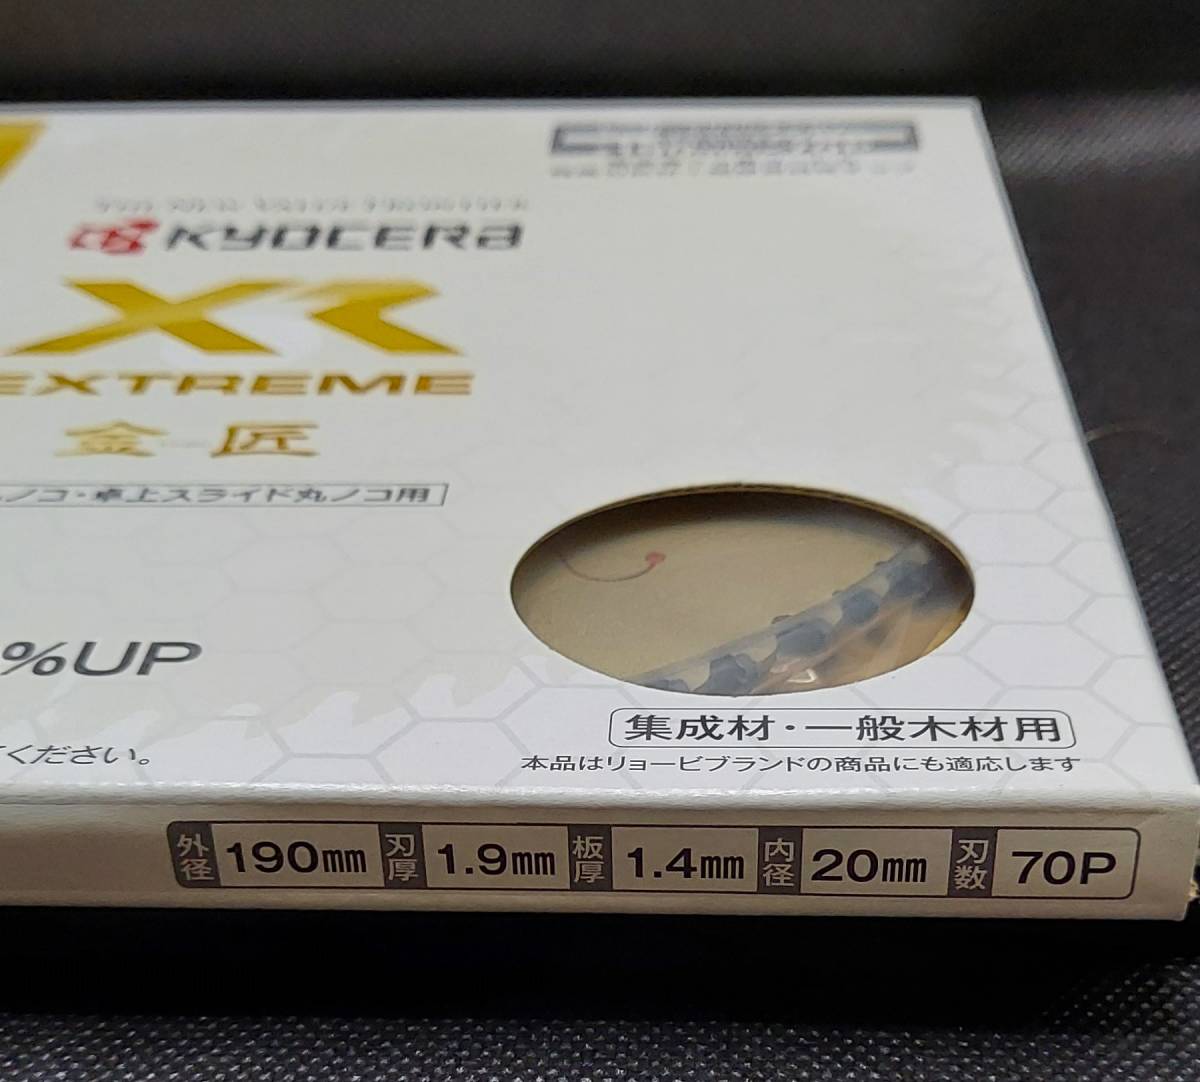 KYOCERA
XR
EXTREME
金匠
ノコ・卓上スライド丸ノコ用
%UP
ください。
集成材・一般木材用
本品はリョービブランドの商品にも適応します
外径 190mm 刃厚 1.9mm 板厚 1.4mm 内径 20mm 刃数 70P